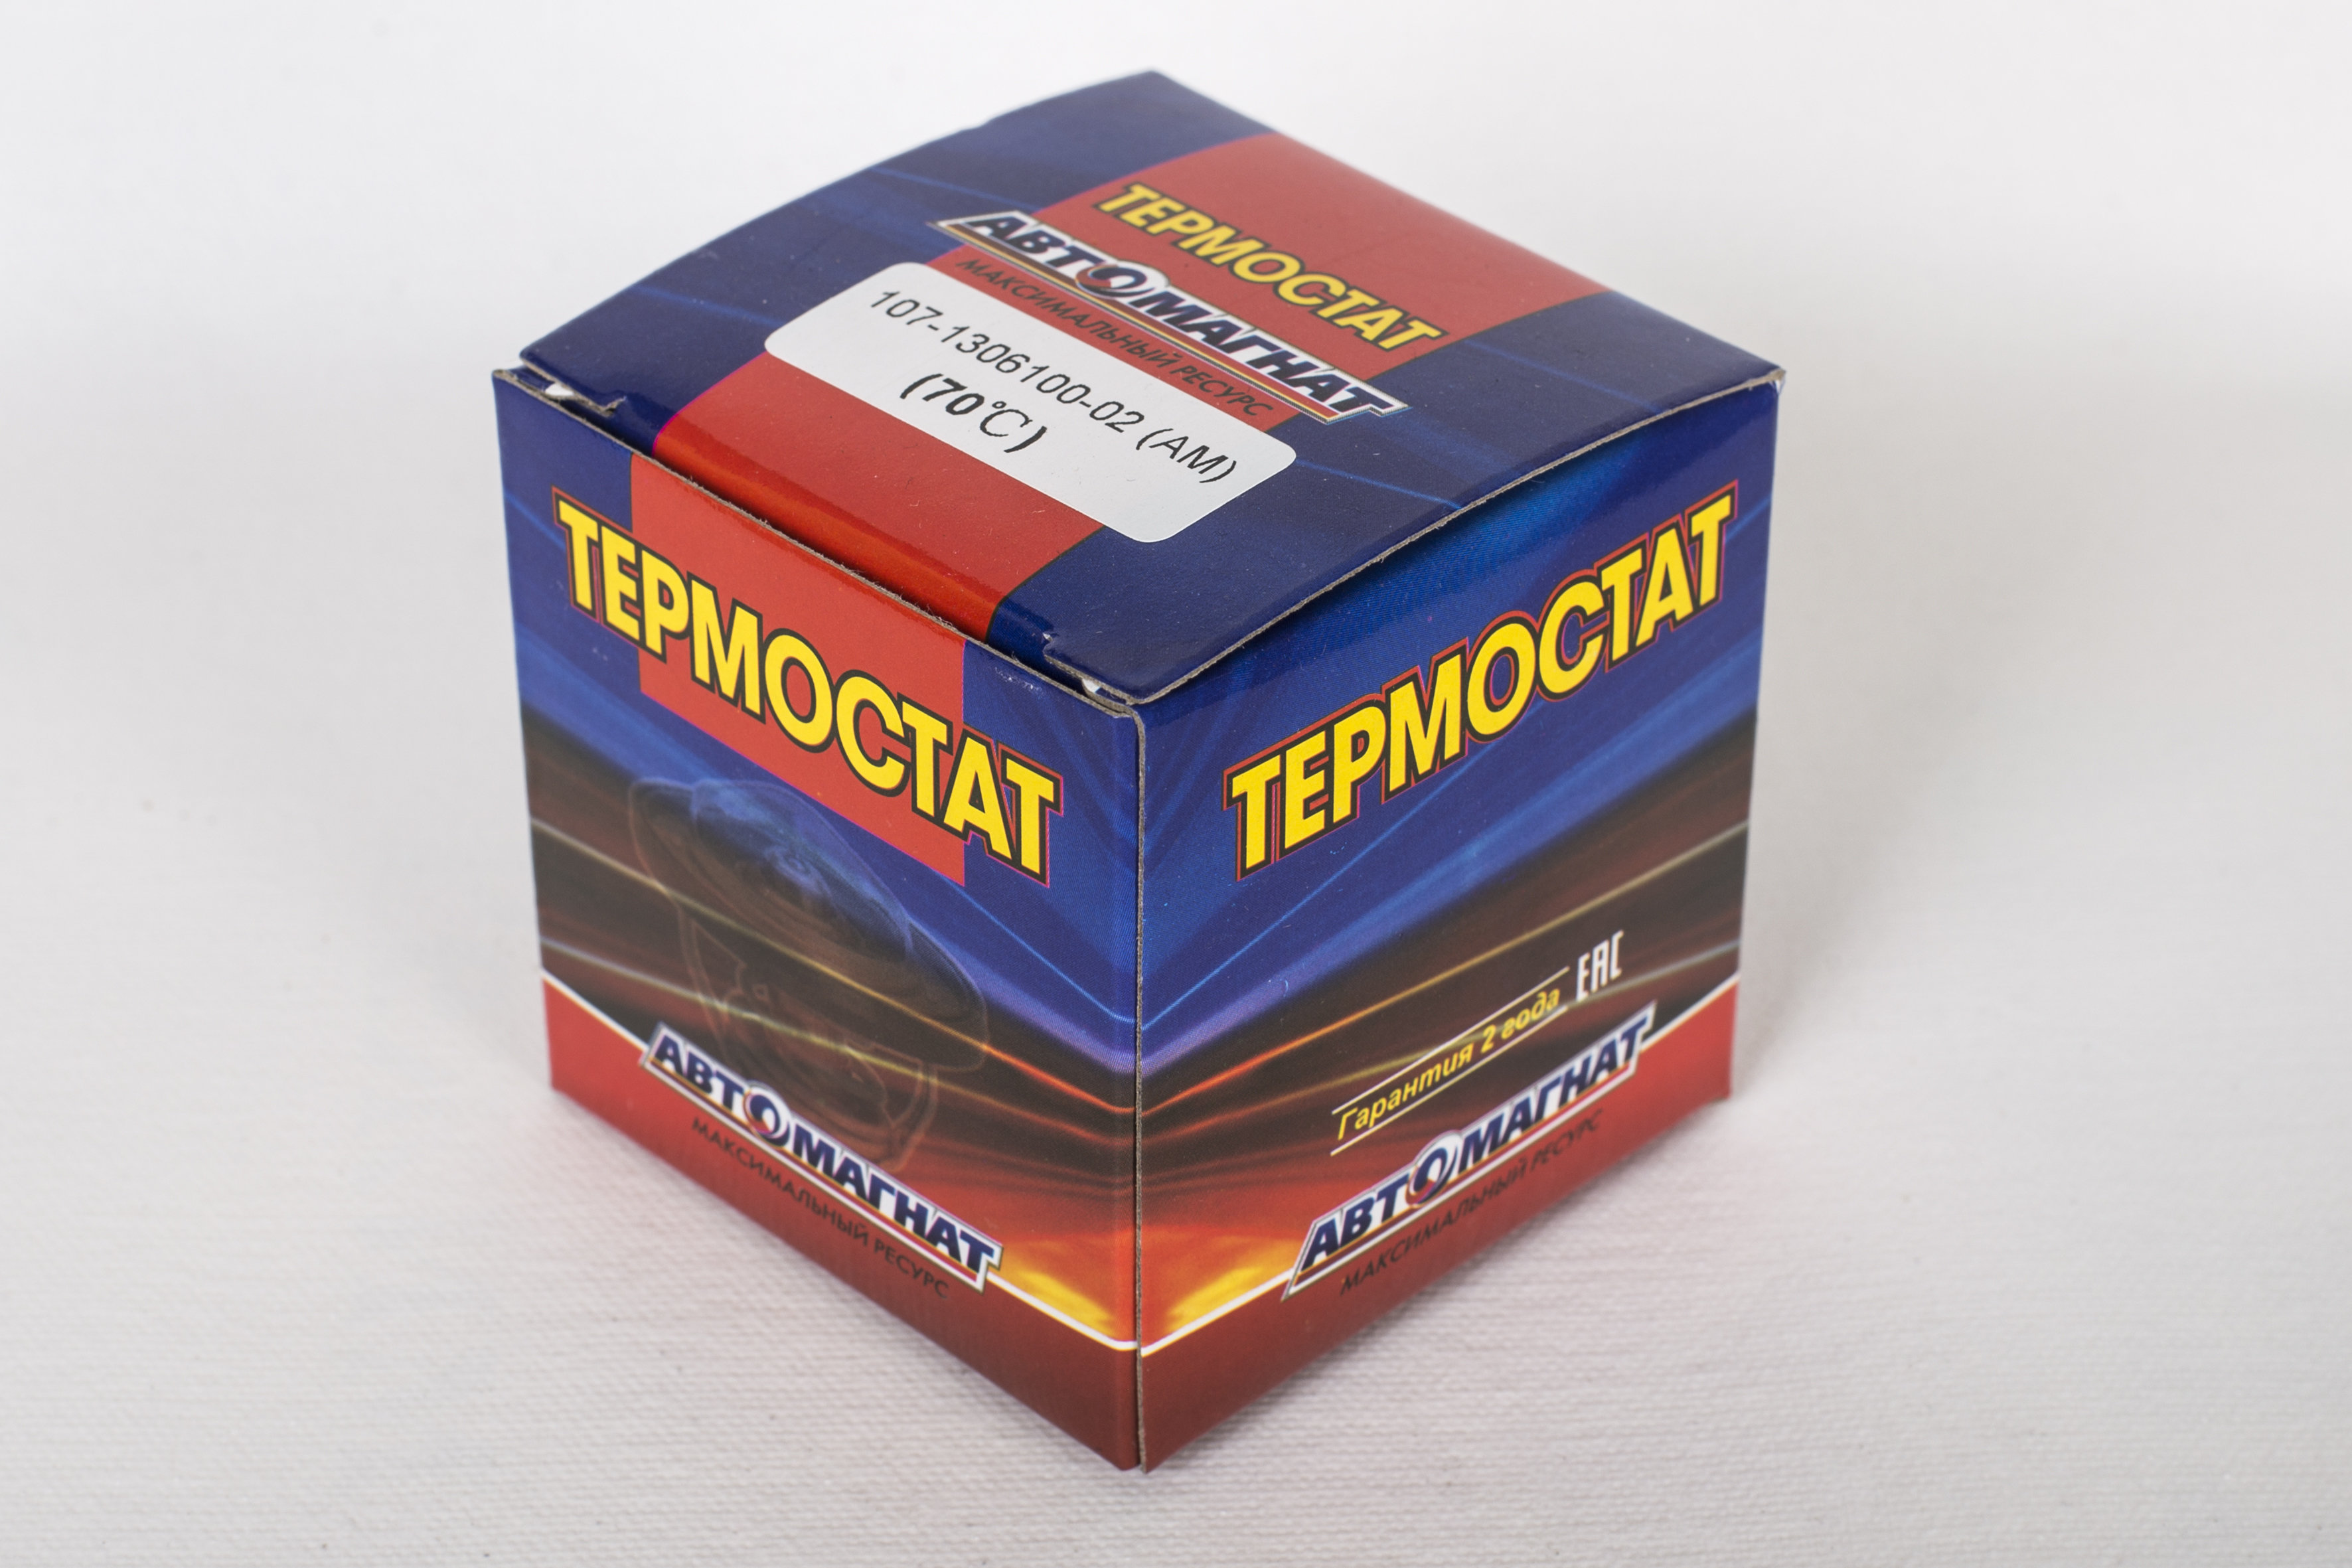 ТЕРМОСТАТ
АВТОМАГНАТ
МАКСИМАЛЬНЫЙ РЕСУРС
107-1306100-02 (АМ)
(70°С)
ТЕРМОСТАТ
АВТОМАГНАТ
МАКСИМАЛЬНЫЙ РЕСУРС
ТЕРМОСТАТ
Гарантия 2 года EAC
АВТОМАГНАТ
МАКСИМАЛЬНЫЙ РЕСУРС